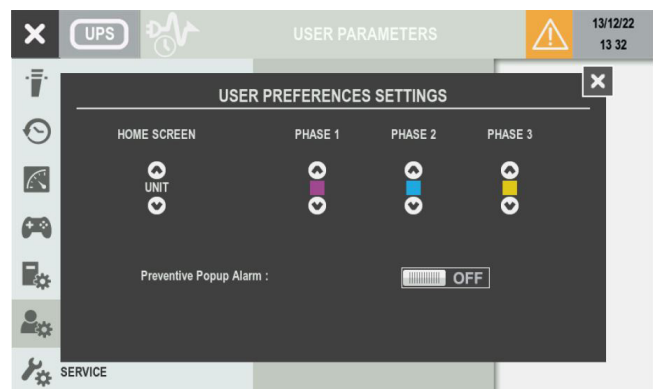 UPS
USER PARAMETERS
13/12/22
13 32
USER PREFERENCES SETTINGS
HOME SCREEN PHASE 1 PHASE 2 PHASE 3
UNIT
Preventive Popup Alarm : OFF
SERVICE